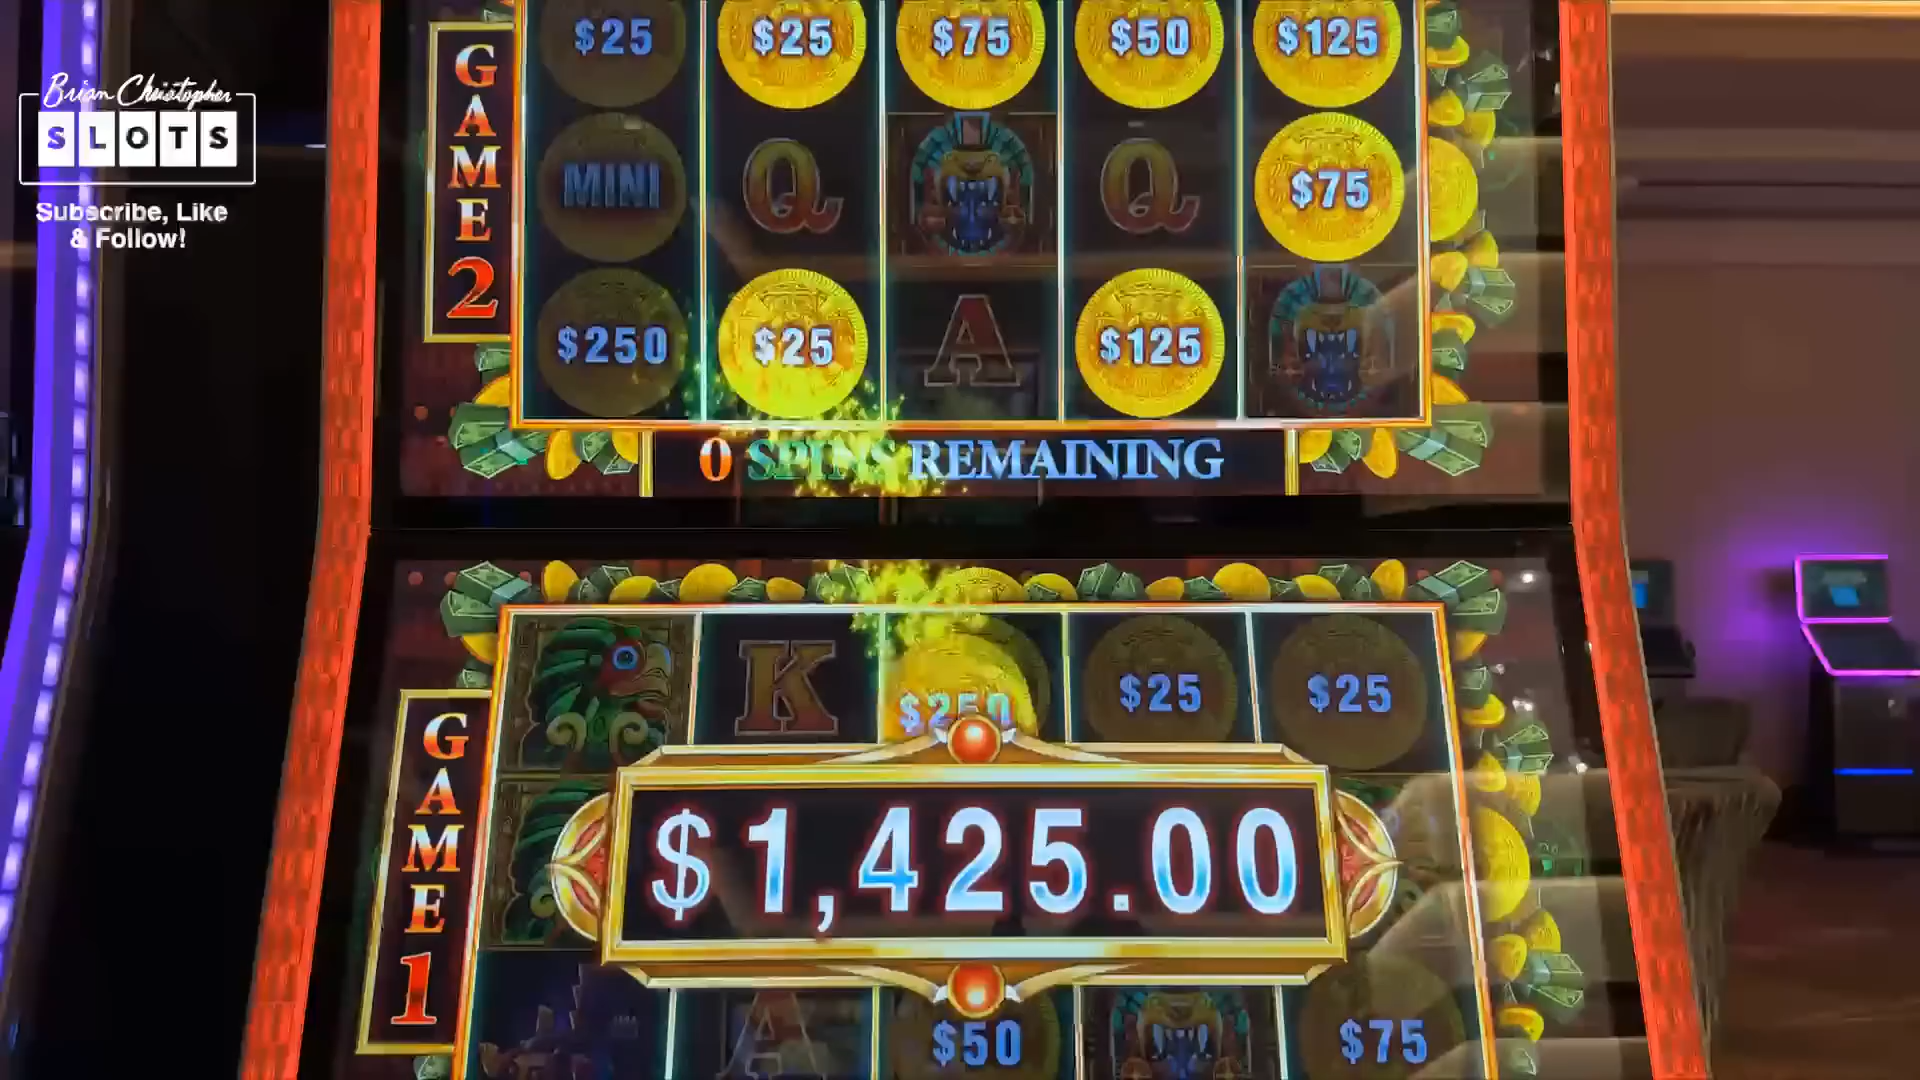 Brian Christopher
SLOTS
Subscribe, Like
& Follow!
GAME 2
$25 $25 $75 $50 $125
MINI Q Q $75
$250 $25 A $125
0 SPINS REMAINING
GAME 1
K $250 $25 $25
$1,425.00
A $50 $75